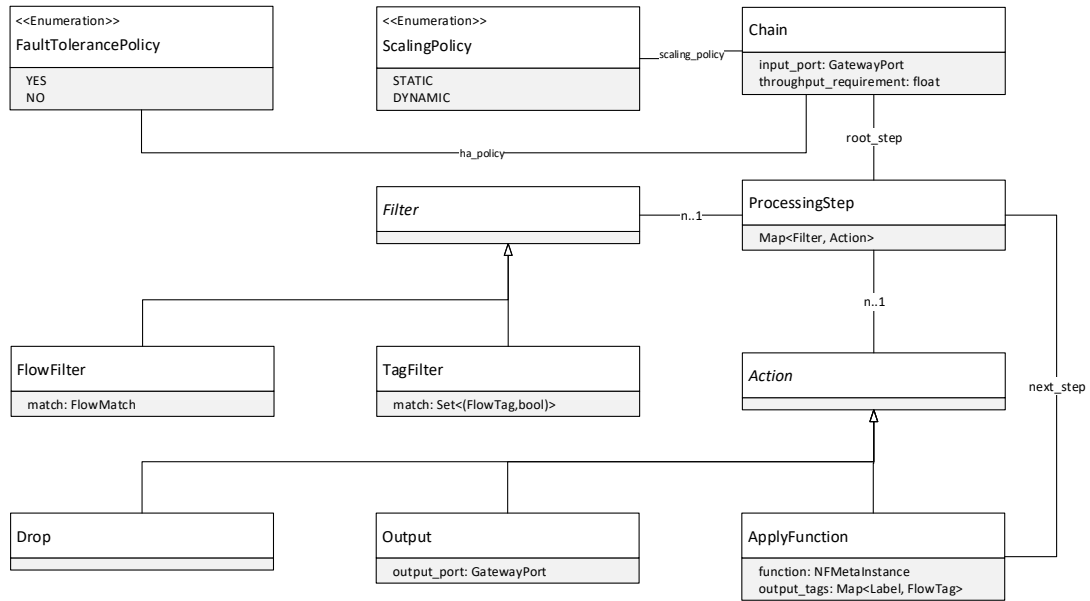 <<Enumeration>>
FaultTolerancePolicy
YES
NO
<<Enumeration>>
ScalingPolicy
STATIC
DYNAMIC
scaling_policy
Chain
input_port: GatewayPort
throughput_requirement: float
ha_policy
root_step
Filter
n..1
ProcessingStep
Map<Filter, Action>
n..1
FlowFilter
match: FlowMatch
TagFilter
match: Set<(FlowTag,bool)>
Action
next_step
Drop
Output
output_port: GatewayPort
ApplyFunction
function: NFMetaInstance
output_tags: Map<Label, FlowTag>